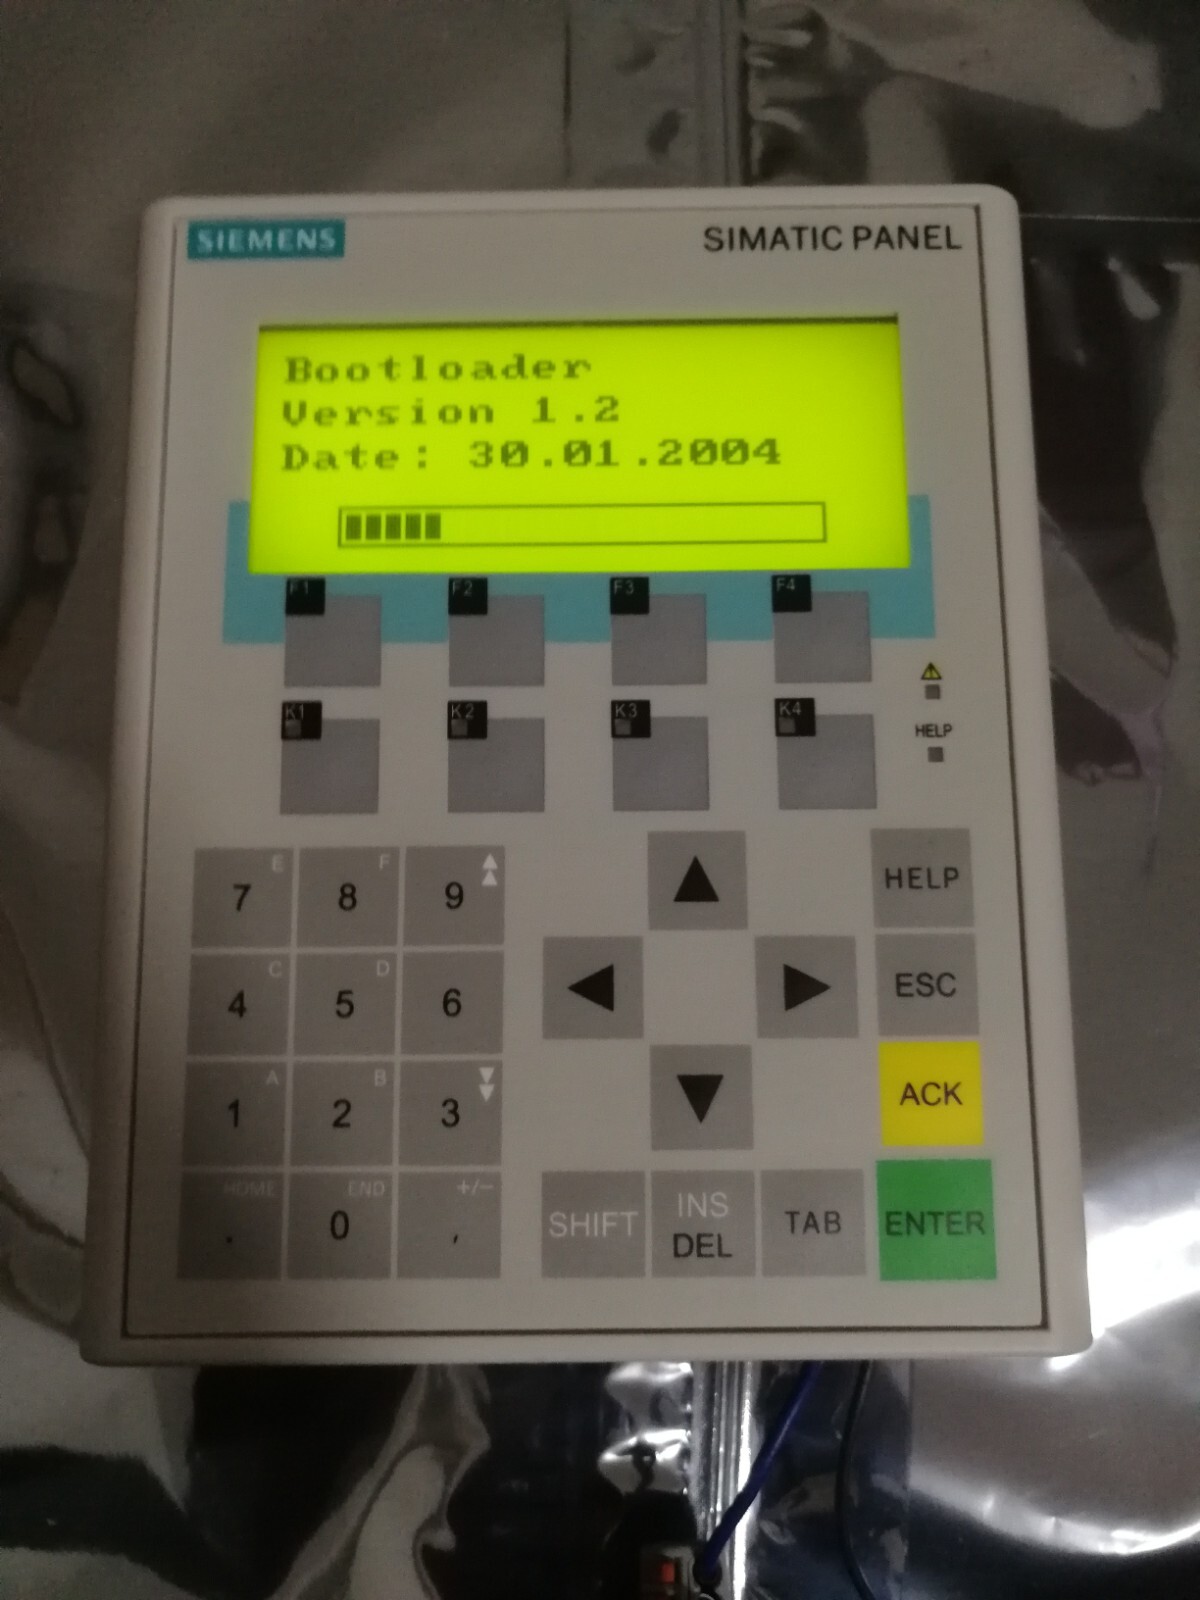 SIEMENS
SIMATIC PANEL
Bootloader
Version 1.2
Date: 30.01.2004
F1 F2 F3 F4
K1 K2 K3 K4
HELP
E F
7 8 9
HELP
C D
4 5 6
ESC
A B
1 2 3
ACK
HOME END +/-
. 0 ,
SHIFT
INS
DEL
TAB
ENTER